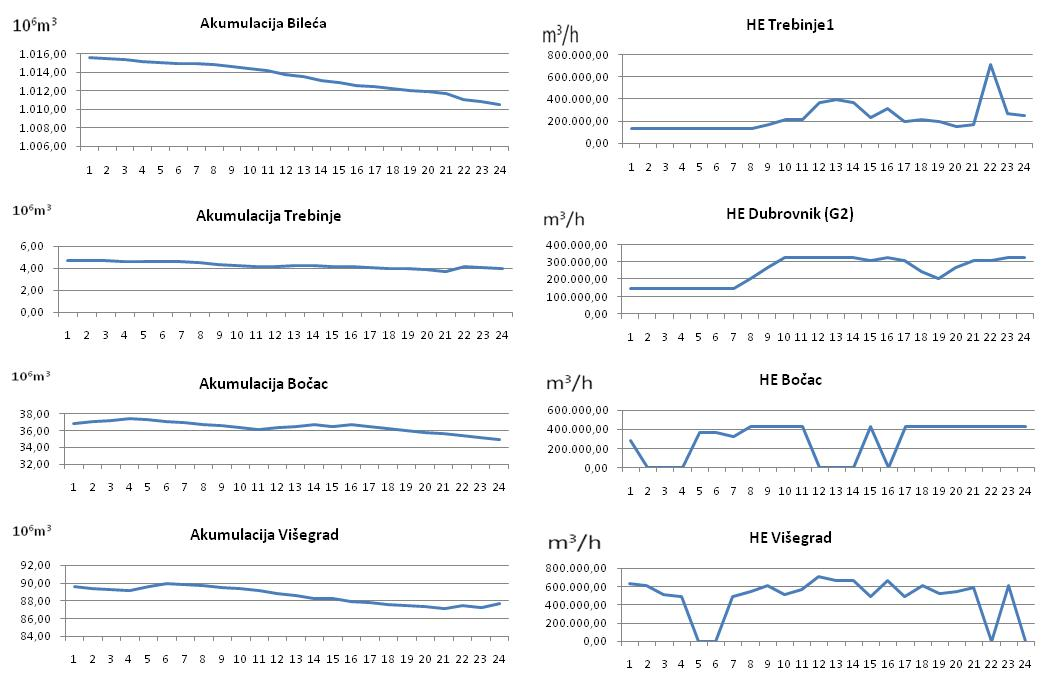 10⁶m³
Akumulacija Bileća
1.016,00
1.014,00
1.012,00
1.010,00
1.008,00
1.006,00
1 2 3 4 5 6 7 8 9 10 11 12 13 14 15 16 17 18 19 20 21 22 23 24
m³/h
HE Trebinje1
800.000,00
600.000,00
400.000,00
200.000,00
0,00
1 2 3 4 5 6 7 8 9 10 11 12 13 14 15 16 17 18 19 20 21 22 23 24
10⁶m³
Akumulacija Trebinje
6,00
4,00
2,00
0,00
1 2 3 4 5 6 7 8 9 10 11 12 13 14 15 16 17 18 19 20 21 22 23 24
m³/h
HE Dubrovnik (G2)
400.000,00
300.000,00
200.000,00
100.000,00
0,00
1 2 3 4 5 6 7 8 9 10 11 12 13 14 15 16 17 18 19 20 21 22 23 24
10⁶m³
Akumulacija Bočac
38,00
36,00
34,00
32,00
1 2 3 4 5 6 7 8 9 10 11 12 13 14 15 16 17 18 19 20 21 22 23 24
m³/h
HE Bočac
600.000,00
400.000,00
200.000,00
0,00
1 2 3 4 5 6 7 8 9 10 11 12 13 14 15 16 17 18 19 20 21 22 23 24
10⁶m³
Akumulacija Višegrad
92,00
90,00
88,00
86,00
84,00
1 2 3 4 5 6 7 8 9 10 11 12 13 14 15 16 17 18 19 20 21 22 23 24
m³/h
HE Višegrad
800.000,00
600.000,00
400.000,00
200.000,00
0,00
1 2 3 4 5 6 7 8 9 10 11 12 13 14 15 16 17 18 19 20 21 22 23 24